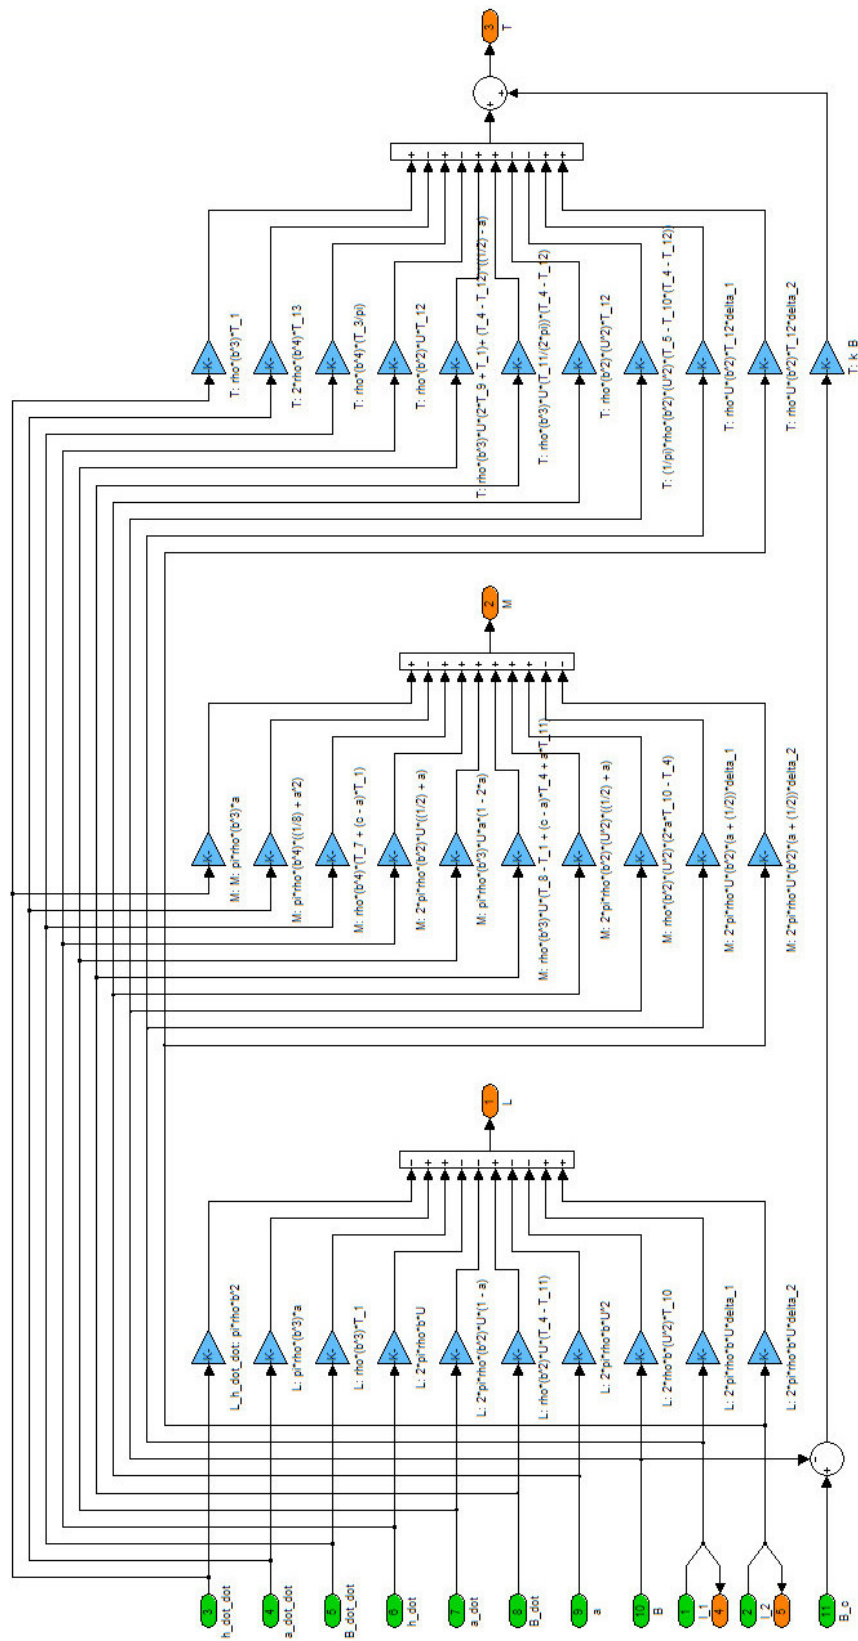 3
h_dot_dot
4
a_dot_dot
5
B_dot_dot
6
h_dot
7
a_dot
8
B_dot
9
a
10
B
1
I_1
4
2
I_2
5
11
B_c
-K-
L_h_dot_dot: pi*rho*b^2
-K-
L: pi*rho*(b^3)*a
-K-
L: rho*(b^3)*T_1
-K-
L: 2*pi*rho*b*U
-K-
L: 2*pi*rho*(b^2)*U*(1 - a)
-K-
L: rho*(b^2)*U*(T_4 - T_11)
-K-
L: 2*pi*rho*b*U^2
-K-
L: 2*rho*b*(U^2)*T_10
-K-
L: 2*pi*rho*b*U*delta_1
-K-
L: 2*pi*rho*b*U*delta_2
1
L
-K-
M: M: pi*rho*(b^3)*a
-K-
M: pi*rho*(b^4)*((1/8) + a^2)
-K-
M: rho*(b^4)*(T_7 + (c - a)*T_1)
-K-
M: 2*pi*rho*(b^2)*U*((1/2) + a)
-K-
M: pi*rho*(b^3)*U*a*(1 - 2*a)
-K-
M: rho*(b^3)*U*(T_8 - T_1 + (c - a)*T_4 + a*T_11)
-K-
M: 2*pi*rho*(b^2)*(U^2)*((1/2) + a)
-K-
M: rho*(b^2)*(U^2)*(2*a*T_10 - T_4)
-K-
M: 2*pi*rho*U*(b^2)*(a + (1/2))*delta_1
-K-
M: 2*pi*rho*U*(b^2)*(a + (1/2))*delta_2
2
M
-K-
T: rho*(b^3)*T_1
-K-
T: 2*rho*(b^4)*T_13
-K-
T: rho*(b^4)*(T_3/pi)
-K-
T: rho*(b^2)*U*T_12
-K-
T: rho*(b^3)*U*(2*T_9 + T_1)+ (T_4 - T_12)*((1/2) - a)
-K-
T: rho*(b^3)*U*(T_11/(2*pi))*(T_4 - T_12)
-K-
T: rho*(b^2)*(U^2)*T_12
-K-
T: (1/pi)*rho*(b^2)*(U^2)*(T_5 - T_10*(T_4 - T_12))
-K-
T: rho*U*(b^2)*T_12*delta_1
-K-
T: rho*U*(b^2)*T_12*delta_2
-K-
T: k B
3
T